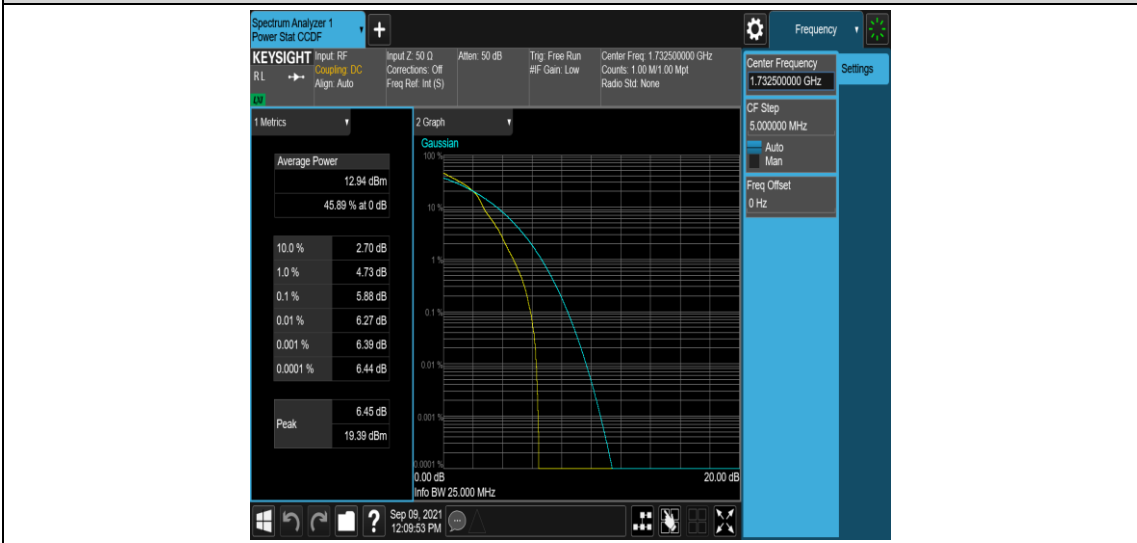 Spectrum Analyzer 1
Power Stat CCDF
+
Frequency
KEYSIGHT
RL
LXI
Input: RF
Coupling: DC
Align: Auto
Input Z: 50 Ω
Corrections: Off
Freq Ref: Int (S)
Atten: 50 dB
Trig: Free Run
#IF Gain: Low
Center Freq: 1.732500000 GHz
Counts: 1.00 M/1.00 Mpt
Radio Std: None
Center Frequency
1.732500000 GHz
Settings
CF Step
5.000000 MHz
Auto
Man
Freq Offset
0 Hz
1 Metrics
Average Power
12.94 dBm
45.89 % at 0 dB
10.0 % 2.70 dB
1.0 % 4.73 dB
0.1 % 5.88 dB
0.01 % 6.27 dB
0.001 % 6.39 dB
0.0001 % 6.44 dB
Peak
6.45 dB
19.39 dBm
2 Graph
Gaussian
100 %
10 %
1 %
0.1 %
0.01 %
0.001 %
0.0001 %
0.00 dB 20.00 dB
Info BW 25.000 MHz
?
Sep 09, 2021
12:09:53 PM